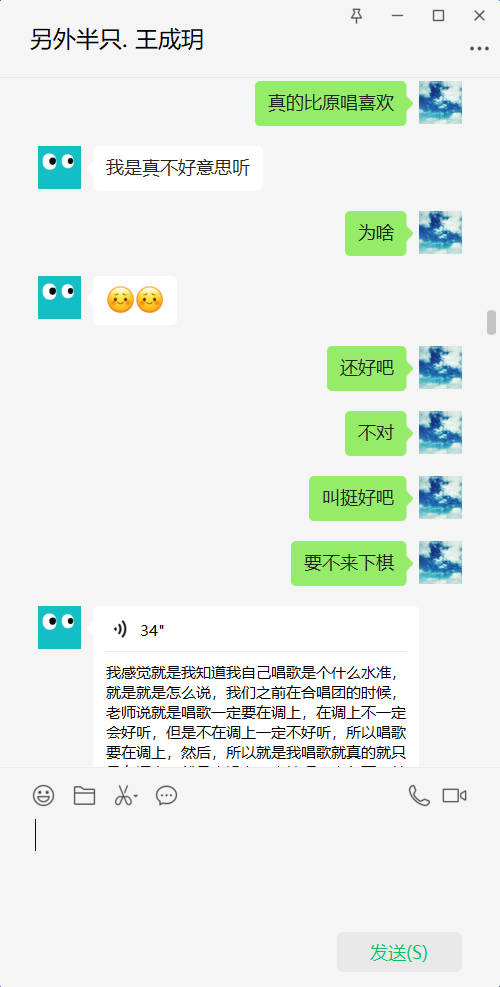 另外半只. 王成玥
真的比原唱喜欢
我是真不好意思听
为啥
还好吧
不对
叫挺好吧
要不来下棋
34"
我感觉就是我知道我自己唱歌是个什么水准，
就是就是怎么说，我们之前在合唱团的时候，
老师说就是唱歌一定要在调上，在调上不一定
会好听，但是不在调上一定不好听，所以唱歌
要在调上，然后，所以就是我唱歌就真的就只
发送(S)